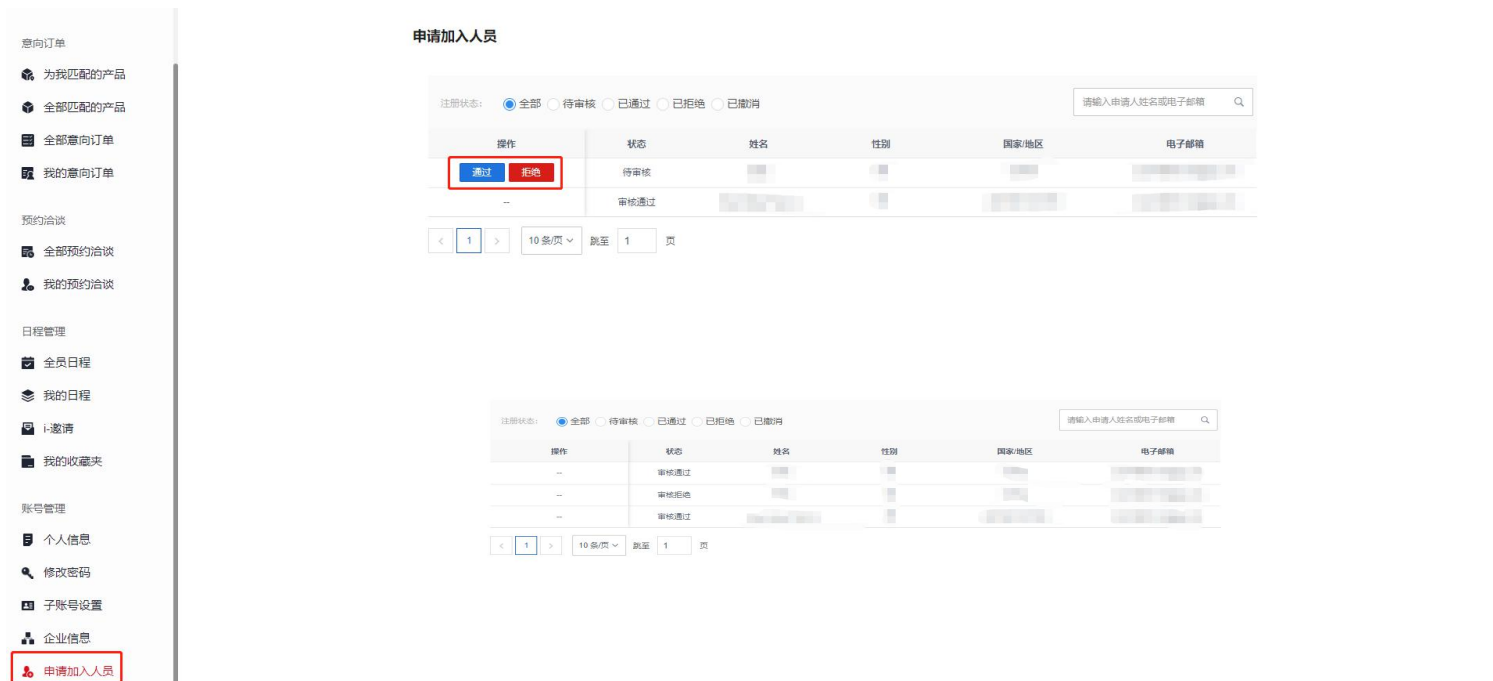 意向订单
为我匹配的产品
全部匹配的产品
全部意向订单
我的意向订单
预约洽谈
全部预约洽谈
我的预约洽谈
日程管理
全员日程
我的日程
i-邀请
我的收藏夹
账号管理
个人信息
修改密码
子账号设置
企业信息
申请加入人员
申请加入人员
注册状态: 全部 待审核 已通过 已拒绝 已撤消 请输入申请人姓名或电子邮箱
操作 状态 姓名 性别 国家/地区 电子邮箱
通过 拒绝 待审核
-- 审核通过
< 1 > 10 条/页 跳至 1 页
注册状态: 全部 待审核 已通过 已拒绝 已撤消 请输入申请人姓名或电子邮箱
操作 状态 姓名 性别 国家/地区 电子邮箱
-- 审核通过
-- 审核拒绝
-- 审核通过
< 1 > 10 条/页 跳至 1 页